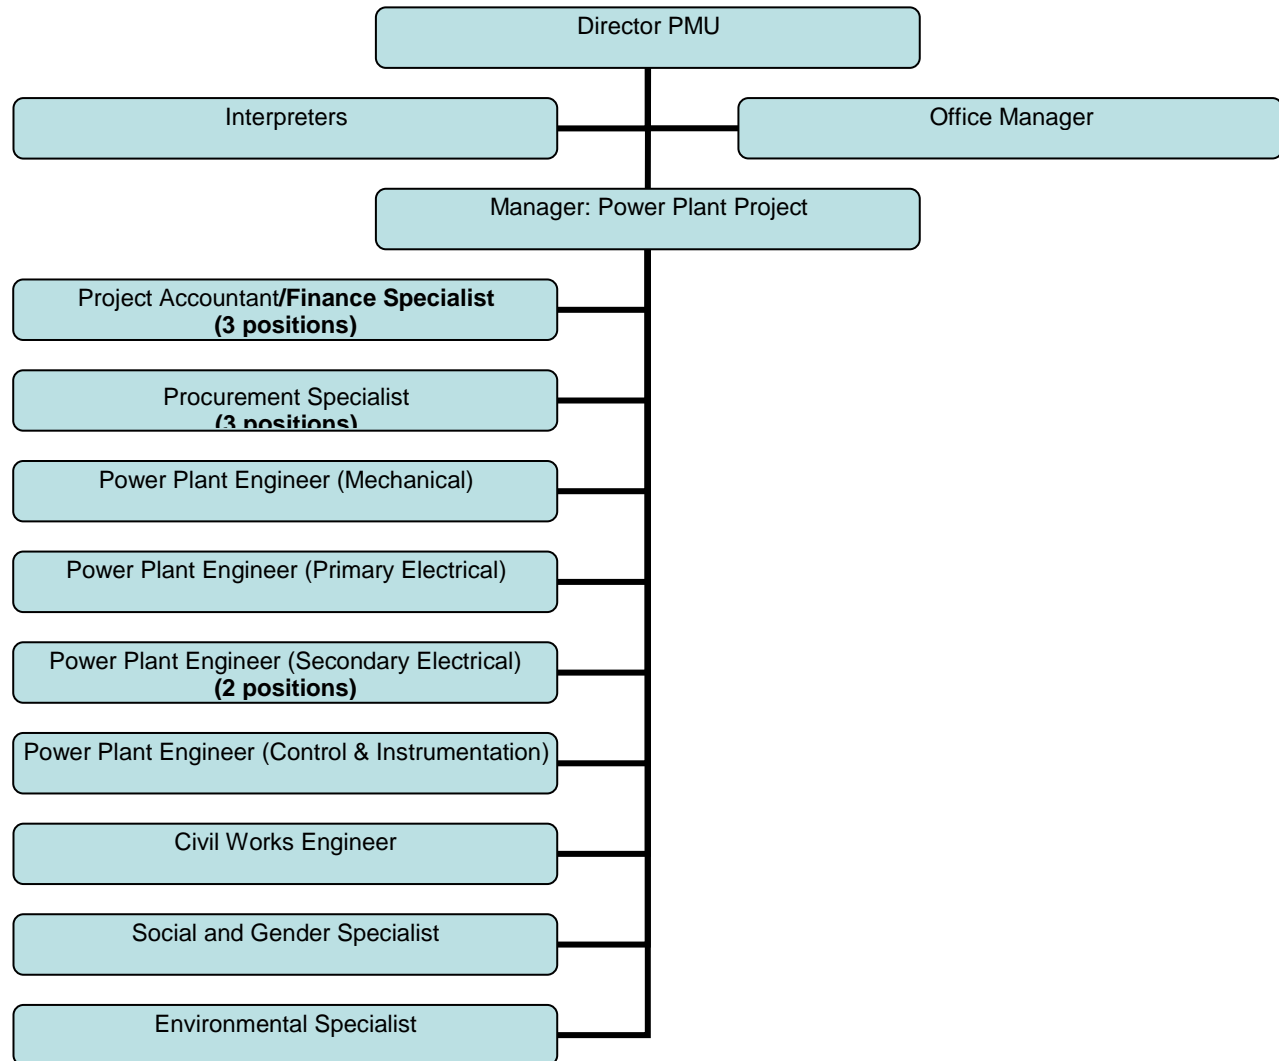 Director PMU
Interpreters
Office Manager
Manager: Power Plant Project
Project Accountant/Finance Specialist
(3 positions)
Procurement Specialist
(3 positions)
Power Plant Engineer (Mechanical)
Power Plant Engineer (Primary Electrical)
Power Plant Engineer (Secondary Electrical)
(2 positions)
Power Plant Engineer (Control & Instrumentation)
Civil Works Engineer
Social and Gender Specialist
Environmental Specialist